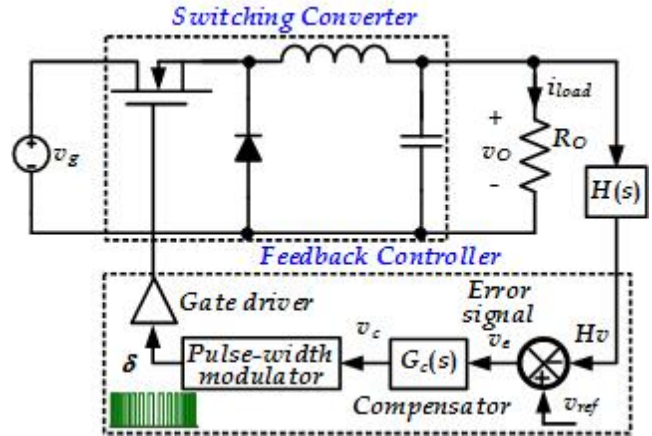 Switching Converter
i_load
+
v_g
v_O
R_O
-
H(s)
Feedback Controller
Gate driver
Error
signal
v_c
v_e
Hv
δ
Pulse-width
modulator
G_c(s)
Compensator
v_ref